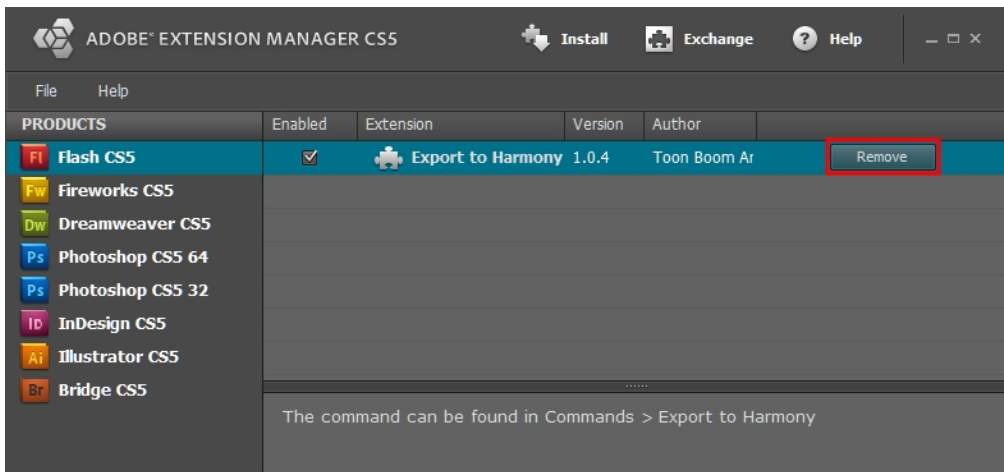 ADOBE® EXTENSION MANAGER CS5 Install Exchange ? Help
File Help
PRODUCTS Enabled Extension Version Author
Fl Flash CS5 Export to Harmony 1.0.4 Toon Boom Ar Remove
Fw Fireworks CS5
Dw Dreamweaver CS5
Ps Photoshop CS5 64
Ps Photoshop CS5 32
ID InDesign CS5
Ai Illustrator CS5
Br Bridge CS5
The command can be found in Commands > Export to Harmony